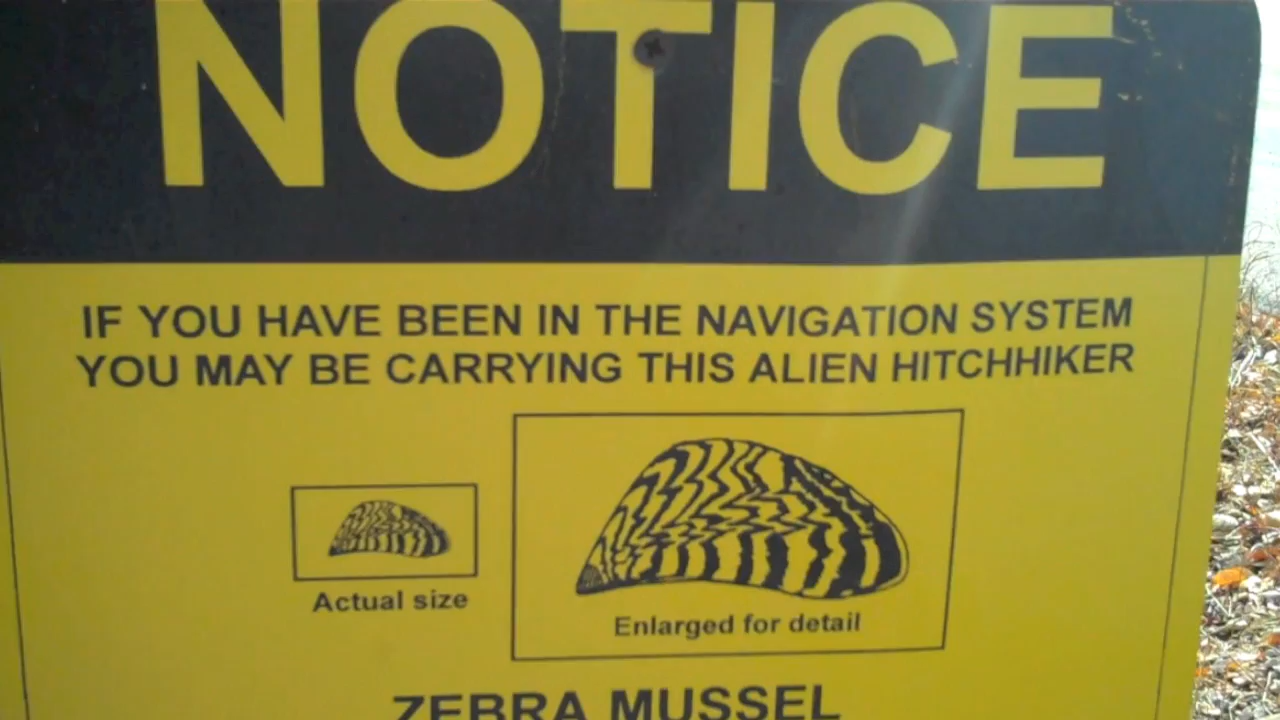 NOTICE
IF YOU HAVE BEEN IN THE NAVIGATION SYSTEM
YOU MAY BE CARRYING THIS ALIEN HITCHHIKER
Actual size
Enlarged for detail
ZEBRA MUSSEL